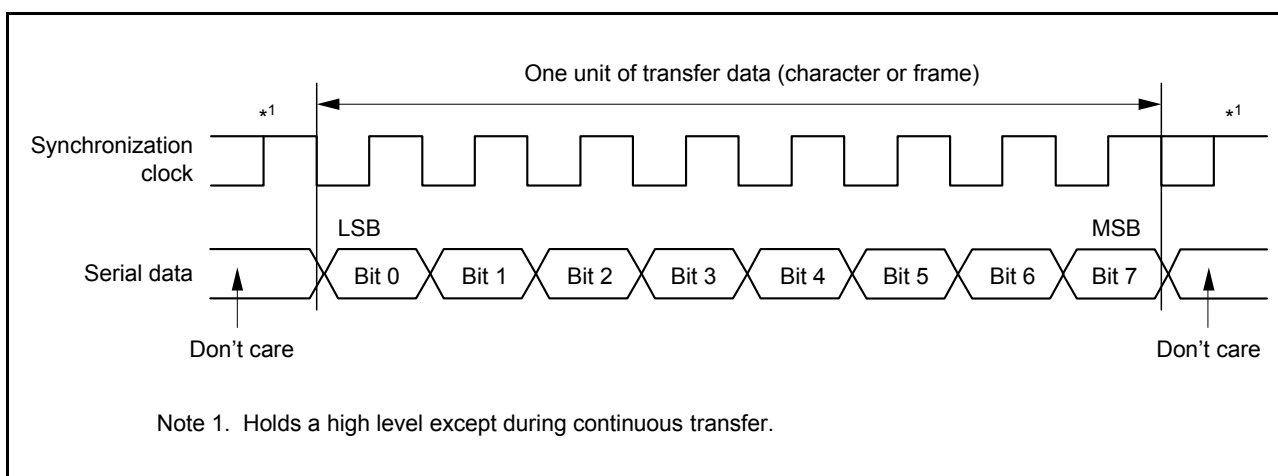 One unit of transfer data (character or frame)
*1
*1
Synchronization
clock
LSB
MSB
Serial data
Bit 0 Bit 1 Bit 2 Bit 3 Bit 4 Bit 5 Bit 6 Bit 7
Don’t care
Don’t care
Note 1. Holds a high level except during continuous transfer.